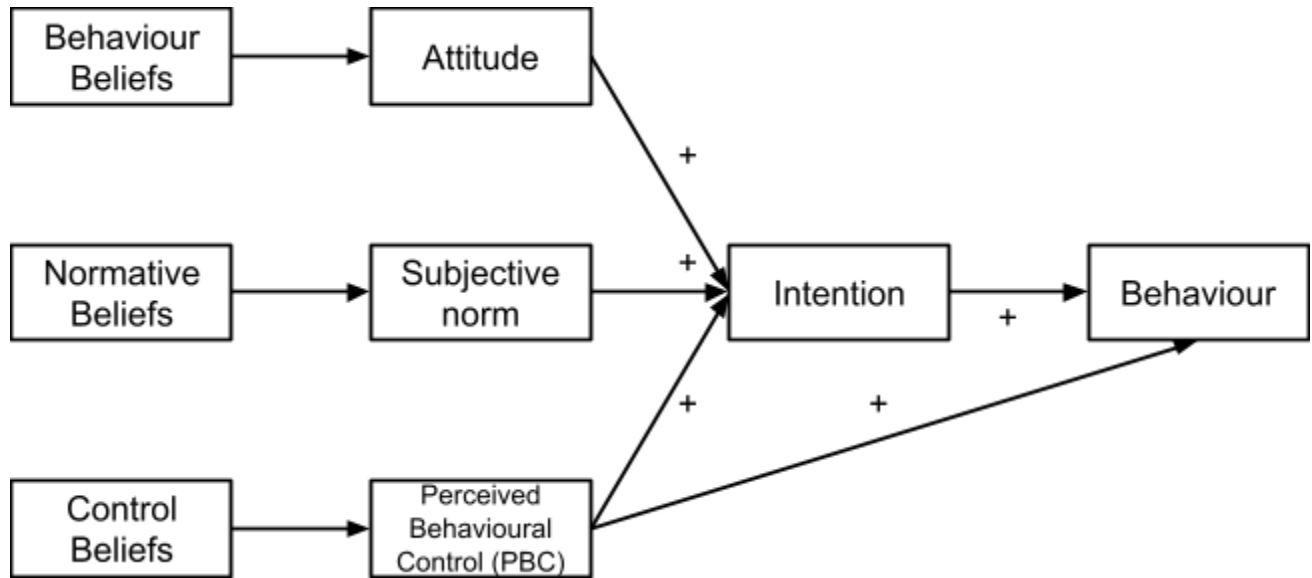 Behaviour
Beliefs
Attitude
+
Normative
Beliefs
Subjective
norm
+
Intention
+
Behaviour
+
+
Control
Beliefs
Perceived
Behavioural
Control (PBC)